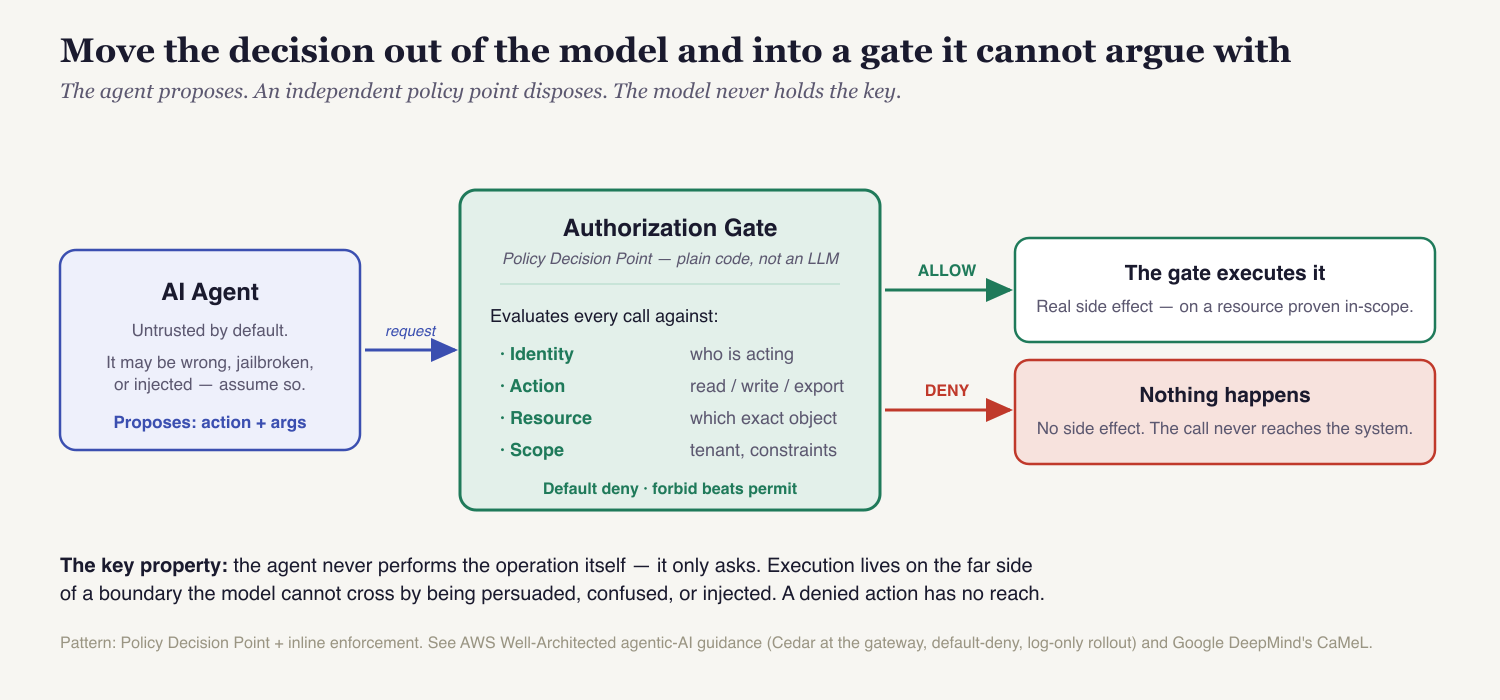 Move the decision out of the model and into a gate it cannot argue with
The agent proposes. An independent policy point disposes. The model never holds the key.
AI Agent
Untrusted by default.
It may be wrong, jailbroken,
or injected — assume so.
Proposes: action + args
request
Authorization Gate
Policy Decision Point — plain code, not an LLM
Evaluates every call against:
· Identity who is acting
· Action read / write / export
· Resource which exact object
· Scope tenant, constraints
Default deny · forbid beats permit
ALLOW
The gate executes it
Real side effect — on a resource proven in-scope.
DENY
Nothing happens
No side effect. The call never reaches the system.
The key property: the agent never performs the operation itself — it only asks. Execution lives on the far side
of a boundary the model cannot cross by being persuaded, confused, or injected. A denied action has no reach.
Pattern: Policy Decision Point + inline enforcement. See AWS Well-Architected agentic-AI guidance (Cedar at the gateway, default-deny, log-only rollout) and Google DeepMind's CaMeL.